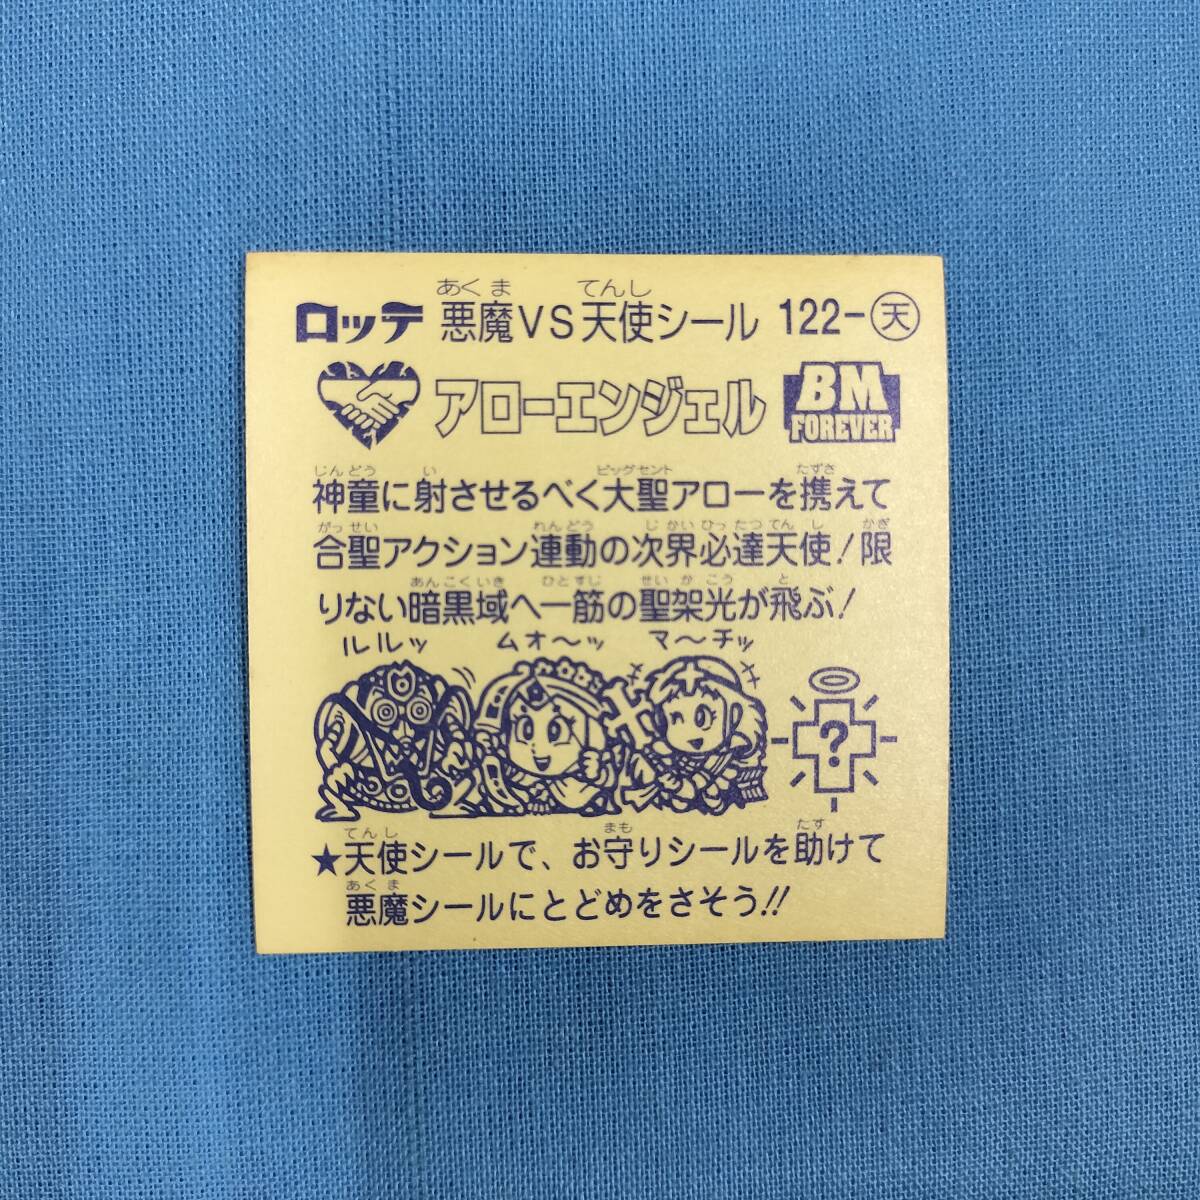 ロッテ 悪魔VS天使シール 122-天
アローエンジェル BM FOREVER
神童に射させるべく大聖アローを携えて
合聖アクション連動の次界必達天使！限
りない暗黒域へ一筋の聖架光が飛ぶ！
ルルルッ ムオ〜ッ マ〜チッ
?
★天使シールで、お守りシールを助けて
悪魔シールにとどめをさそう!!